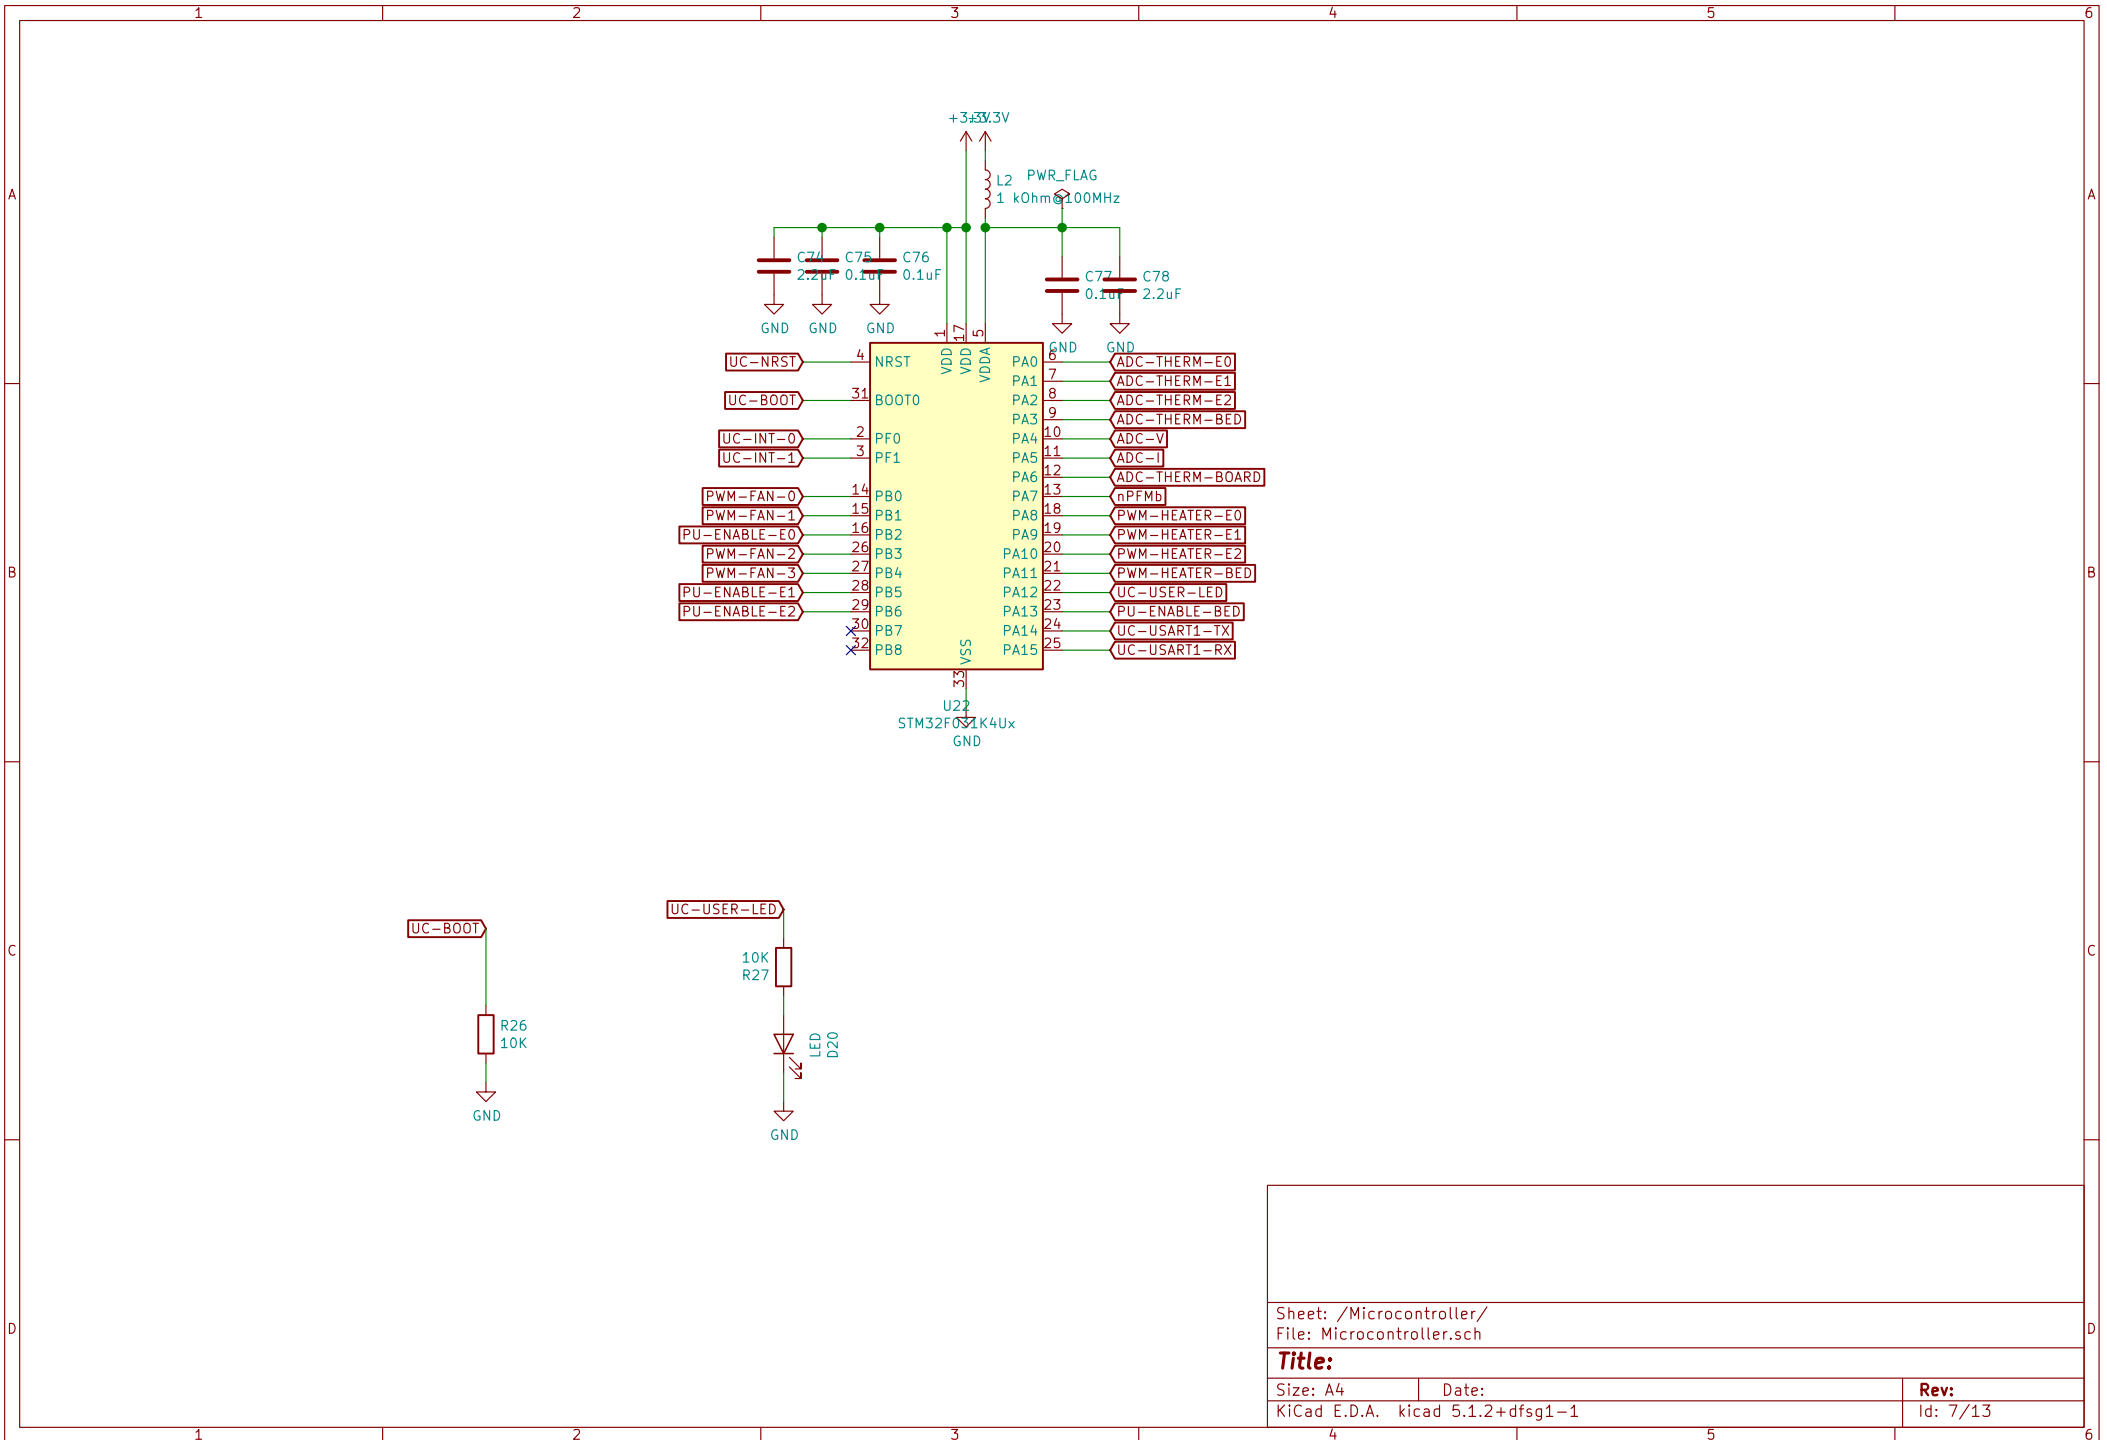 1 2 3 4 5 6
+3.3V +3.3V
PWR_FLAG
L2
1 kOhm@100MHz
A A
C74 C75 C76
2.2uF 0.1uF 0.1uF
C77 C78
0.1uF 2.2uF
GND GND GND
GND GND
1 17 5
VDD VDD VDDA
UC-NRST 4 NRST PA0 6 ADC-THERM-E0
PA1 7 ADC-THERM-E1
UC-BOOT 31 BOOT0 PA2 8 ADC-THERM-E2
PA3 9 ADC-THERM-BED
UC-INT-0 2 PF0 PA4 10 ADC-V
UC-INT-1 3 PF1 PA5 11 ADC-I
PA6 12 ADC-THERM-BOARD
PWM-FAN-0 14 PB0 PA7 13 nPFMb
PWM-FAN-1 15 PB1 PA8 18 PWM-HEATER-E0
PU-ENABLE-E0 16 PB2 PA9 19 PWM-HEATER-E1
PWM-FAN-2 26 PB3 PA10 20 PWM-HEATER-E2
B PWM-FAN-3 27 PB4 PA11 21 PWM-HEATER-BED B
PU-ENABLE-E1 28 PB5 PA12 22 UC-USER-LED
PU-ENABLE-E2 29 PB6 PA13 23 PU-ENABLE-BED
30 PB7 PA14 24 UC-USART1-TX
32 PB8 VSS PA15 25 UC-USART1-RX
33
U22
STM32F031K4Ux
GND
UC-USER-LED
UC-BOOT
C C
10K
R27
R26
10K
LED
D20
GND
GND
Sheet: /Microcontroller/
D File: Microcontroller.sch D
Title:
Size: A4 Date: Rev:
KiCad E.D.A. kicad 5.1.2+dfsg1-1 Id: 7/13
1 2 3 4 5 6